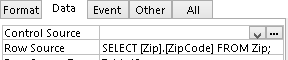 Format Data Event Other All
Control Source
Row Source SELECT [Zip].[ZipCode] FROM Zip;